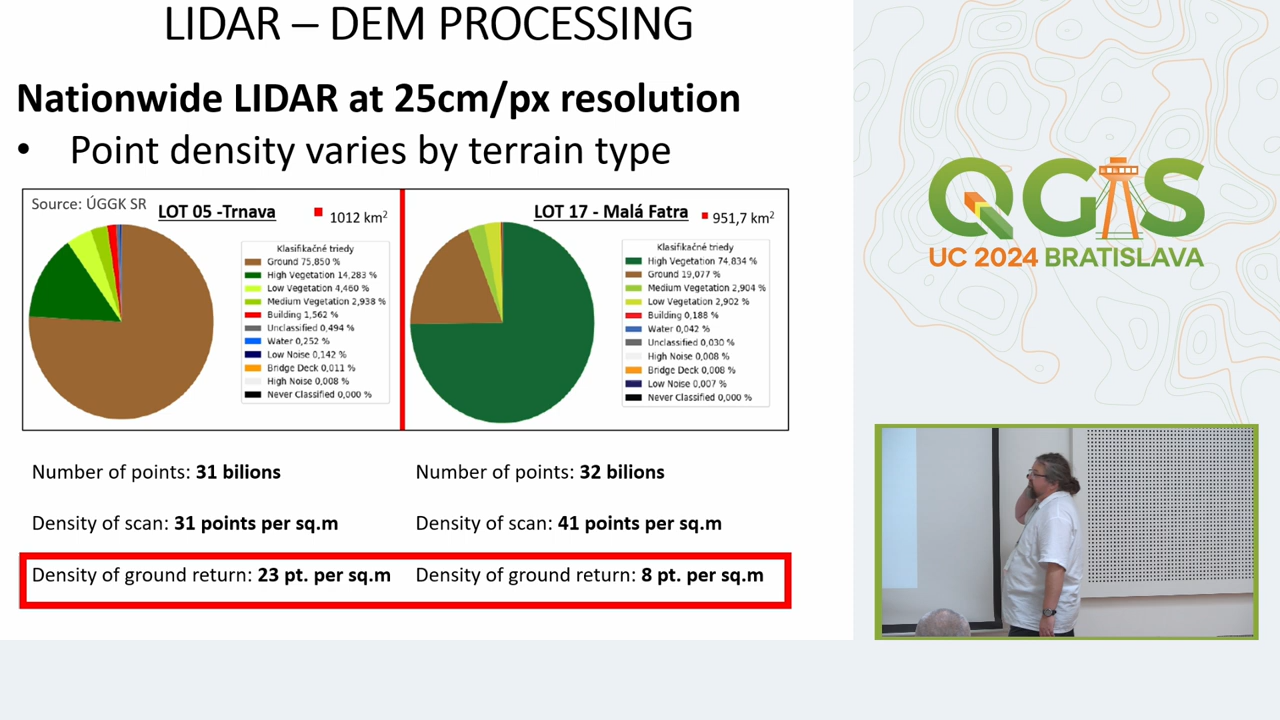 LIDAR – DEM PROCESSING
Nationwide LIDAR at 25cm/px resolution
• Point density varies by terrain type
Source: ÚGGK SR
LOT 05 -Trnava
1012 km²
Klasifikačné triedy
Ground 75,850 %
High Vegetation 14,283 %
Low Vegetation 4,460 %
Medium Vegetation 2,938 %
Building 1,562 %
Unclassified 0,494 %
Water 0,252 %
Low Noise 0,142 %
Bridge Deck 0,011 %
High Noise 0,008 %
Never Classified 0,000 %
LOT 17 - Malá Fatra
951,7 km²
Klasifikačné triedy
High Vegetation 74,834 %
Ground 19,077 %
Medium Vegetation 2,904 %
Low Vegetation 2,902 %
Building 0,188 %
Water 0,042 %
Unclassified 0,030 %
High Noise 0,008 %
Bridge Deck 0,008 %
Low Noise 0,007 %
Never Classified 0,000 %
Number of points: 31 bilions
Number of points: 32 bilions
Density of scan: 31 points per sq.m
Density of scan: 41 points per sq.m
Density of ground return: 23 pt. per sq.m
Density of ground return: 8 pt. per sq.m
QGIS
UC 2024 BRATISLAVA